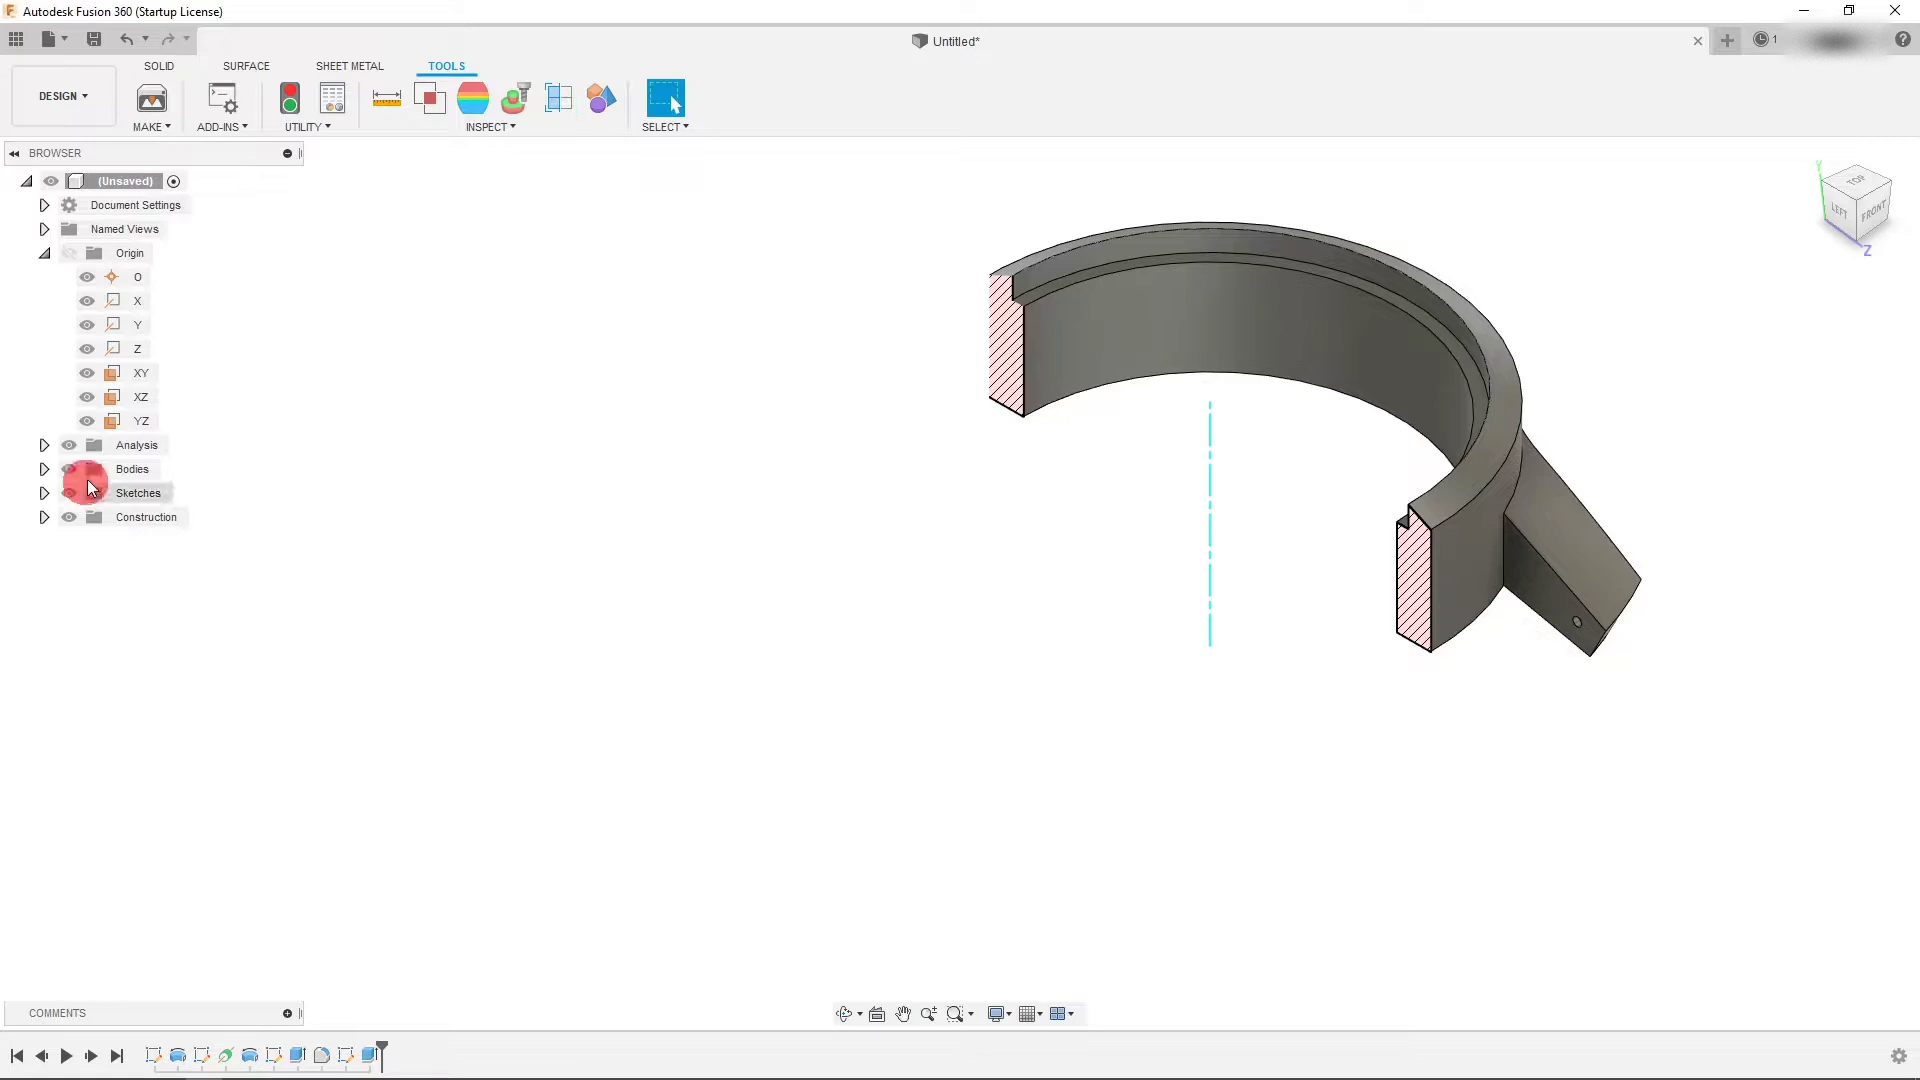 Autodesk Fusion 360 (Startup License)
Untitled*
1
SOLID
SURFACE
SHEET METAL
TOOLS
DESIGN
MAKE
ADD-INS
UTILITY
INSPECT
SELECT
BROWSER
(Unsaved)
Document Settings
Named Views
Origin
O
X
Y
Z
XY
XZ
YZ
Analysis
Bodies
Sketches
Construction
Y
TOP
LEFT
FRONT
Z
COMMENTS